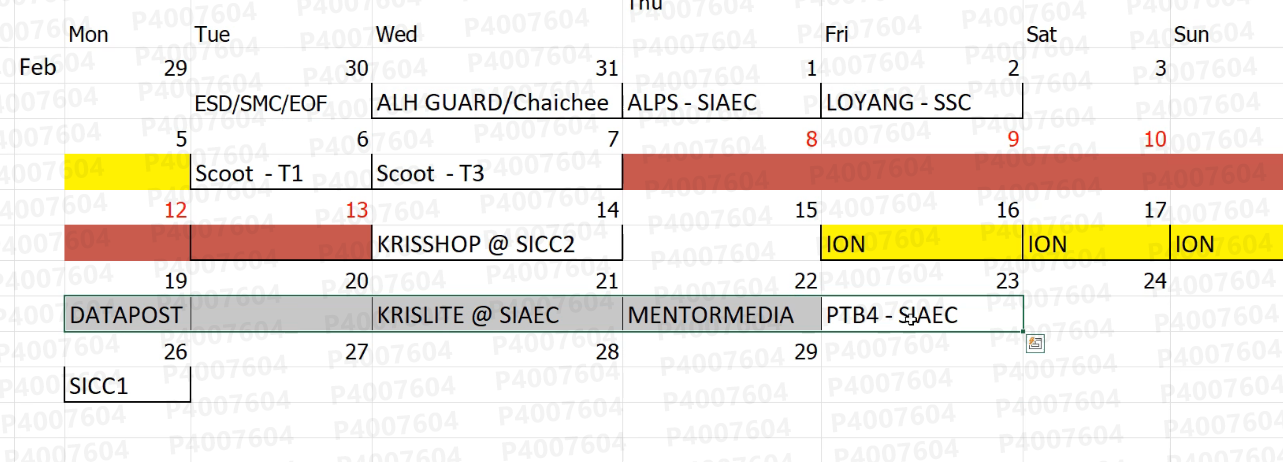 Thu
Mon Tue Wed Fri Sat Sun
Feb 29 30 31 1 2 3
ESD/SMC/EOF ALH GUARD/Chaichee ALPS - SIAEC LOYANG - SSC
5 6 7 8 9 10
Scoot - T1 Scoot - T3
12 13 14 15 16 17
KRISSHOP @ SICC2 ION ION ION
19 20 21 22 23 24
DATAPOST KRISLITE @ SIAEC MENTORMEDIA PTB4 - SIAEC
26 27 28 29
SICC1
P4007604